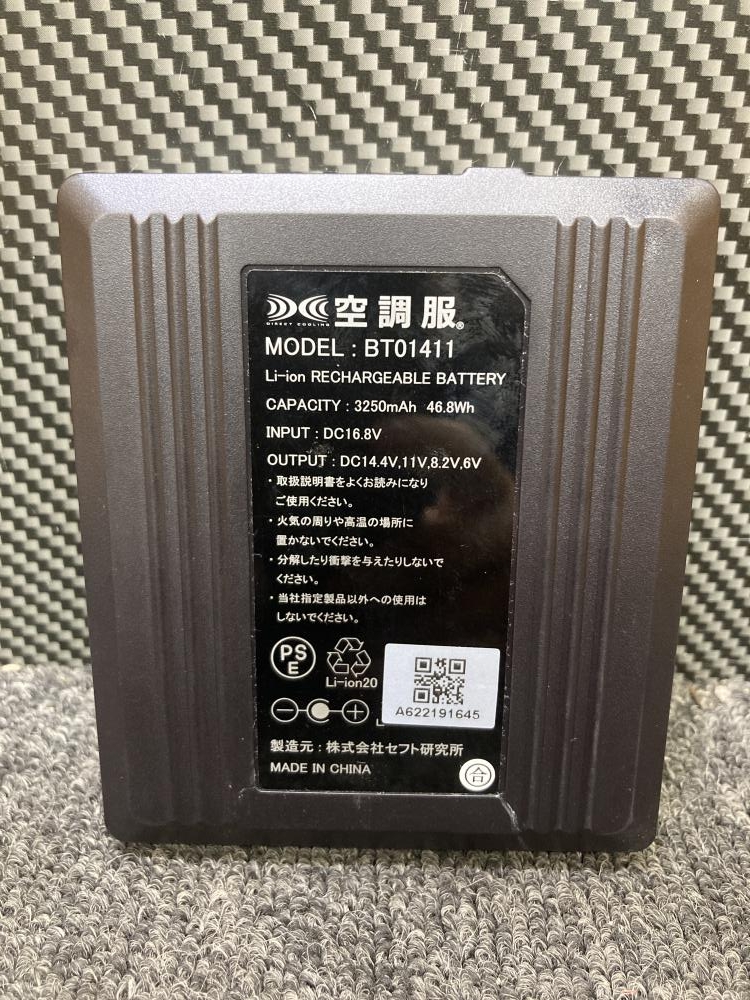 空調服®
DIRECT COOLING
MODEL : BT01411
Li-ion RECHARGEABLE BATTERY
CAPACITY : 3250mAh 46.8Wh
INPUT : DC16.8V
OUTPUT : DC14.4V,11V,8.2V,6V
・取扱説明書をよくお読みになり
ご使用ください。
・火気の周りや高温の場所に
置かないでください。
・分解したり衝撃を与えたりしないで
ください。
・当社指定製品以外への使用は
しないでください。
PS
E
Li-ion20
A622191645
製造元 : 株式会社セフト研究所
MADE IN CHINA
合